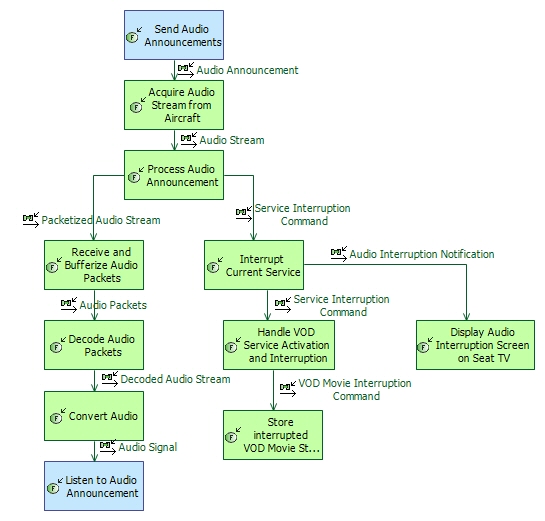 Send Audio
Announcements
Audio Announcement
Acquire Audio
Stream from
Aircraft
Audio Stream
Process Audio
Announcement
Packetized Audio Stream
Service Interruption
Command
Receive and
Bufferize Audio
Packets
Interrupt
Current Service
Audio Interruption Notification
Audio Packets
Service Interruption
Command
Decode Audio
Packets
Handle VOD
Service Activation
and Interruption
Display Audio
Interruption Screen
on Seat TV
Decoded Audio Stream
VOD Movie Interruption
Command
Convert Audio
Store
interrupted
VOD Movie St...
Audio Signal
Listen to Audio
Announcement